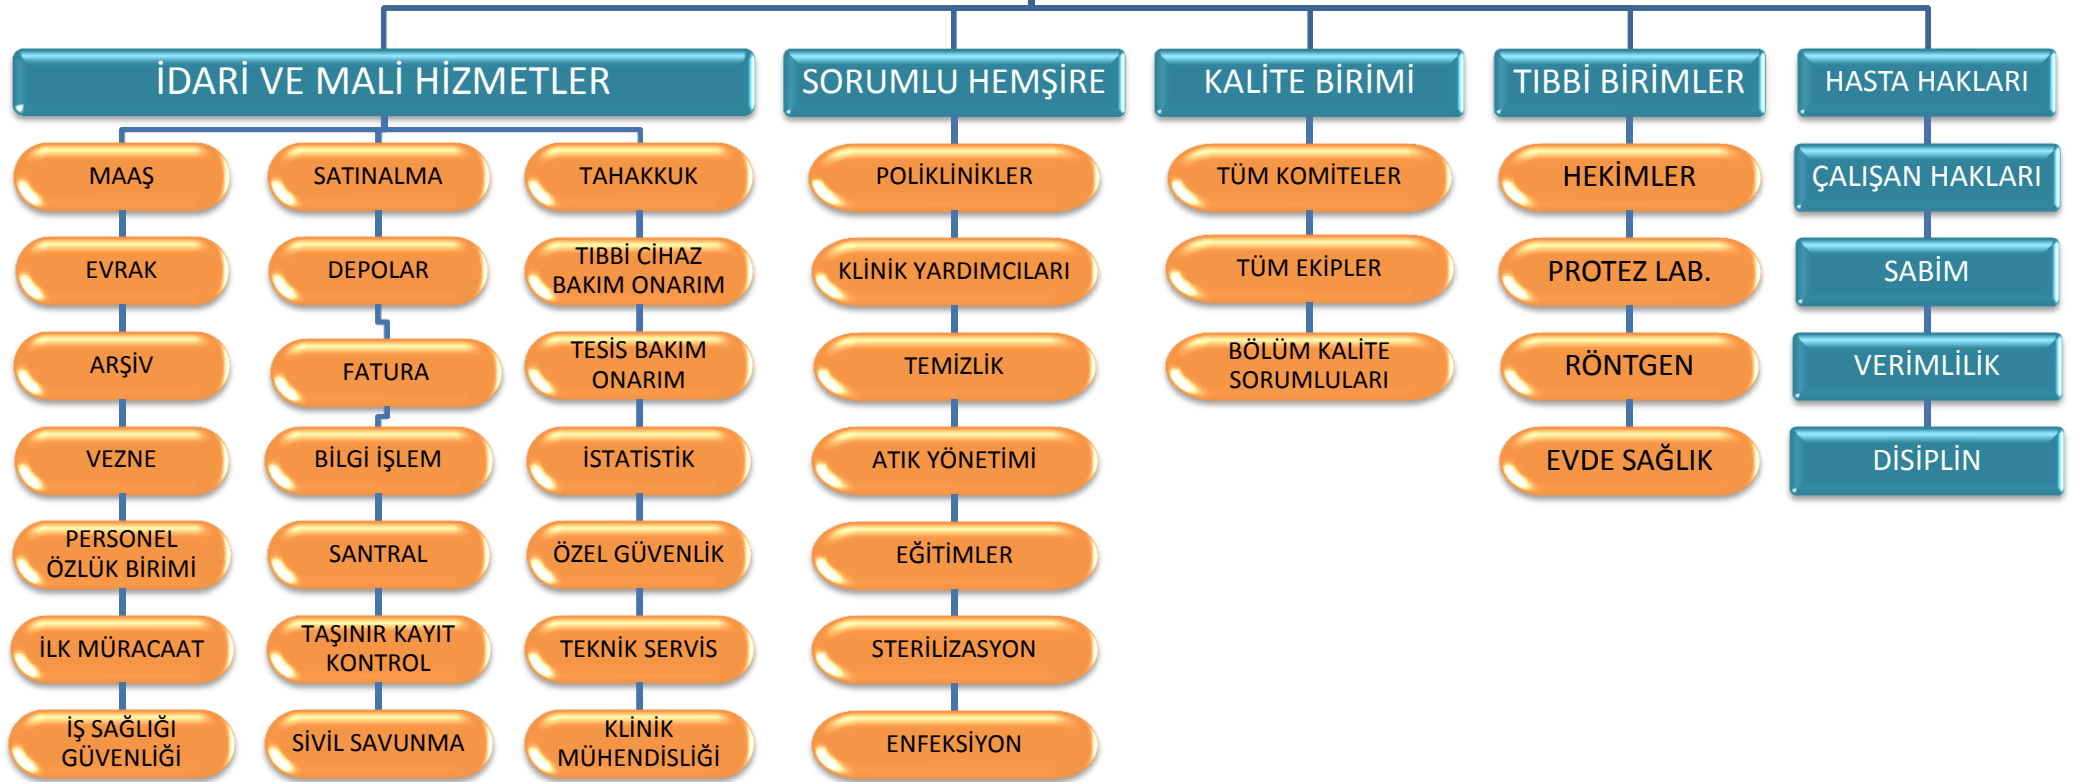 İDARİ VE MALİ HİZMETLER
SORUMLU HEMŞİRE
KALİTE BİRİMİ
TIBBİ BİRİMLER
HASTA HAKLARI
MAAŞ
EVRAK
ARŞİV
VEZNE
PERSONEL
ÖZLÜK BİRİMİ
İLK MÜRACAAT
İŞ SAĞLIĞI
GÜVENLİĞİ
SATINALMA
DEPOLAR
FATURA
BİLGİ İŞLEM
SANTRAL
TAŞINIR KAYIT
KONTROL
SİVİL SAVUNMA
TAHAKKUK
TIBBİ CİHAZ
BAKIM ONARIM
TESİS BAKIM
ONARIM
İSTATİSTİK
ÖZEL GÜVENLİK
TEKNİK SERVİS
KLİNİK
MÜHENDİSLİĞİ
POLİKLİNİKLER
KLİNİK YARDIMCILARI
TEMİZLİK
ATIK YÖNETİMİ
EĞİTİMLER
STERİLİZASYON
ENFEKSİYON
TÜM KOMİTELER
TÜM EKİPLER
BÖLÜM KALİTE
SORUMLULARI
HEKİMLER
PROTEZ LAB.
RÖNTGEN
EVDE SAĞLIK
ÇALIŞAN HAKLARI
SABİM
VERİMLİLİK
DİSİPLİN